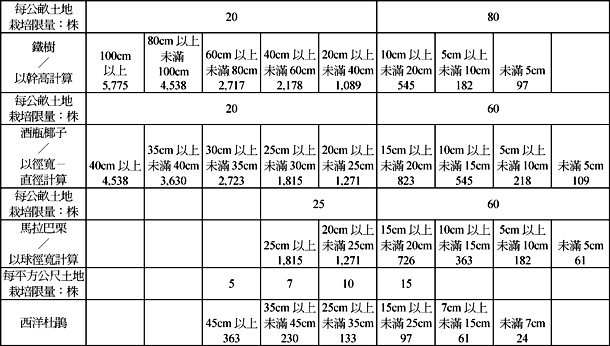 每公畝土地
栽培限量：株
20
80
鐵樹
／
以幹高計算
100cm
以上
5,775
80cm 以上
未滿
100cm
4,538
60cm 以上
未滿 80cm
2,717
40cm 以上
未滿 60cm
2,178
20cm 以上
未滿 40cm
1,089
10cm 以上
未滿 20cm
545
5cm 以上
未滿 10cm
182
未滿 5cm
97
每公畝土地
栽培限量：株
20
60
酒瓶椰子
／
以徑寬－
直徑計算
40cm 以上
4,538
35cm 以上
未滿 40cm
3,630
30cm 以上
未滿 35cm
2,723
25cm 以上
未滿 30cm
1,815
20cm 以上
未滿 25cm
1,271
15cm 以上
未滿 20cm
823
10cm 以上
未滿 15cm
545
5cm 以上
未滿 10cm
218
未滿 5cm
109
每公畝土地
栽培限量：株
25
60
馬拉巴栗
／
以球徑寬計算
25cm 以上
1,815
20cm 以上
未滿 25cm
1,271
15cm 以上
未滿 20cm
726
10cm 以上
未滿 15cm
363
5cm 以上
未滿 10cm
182
未滿 5cm
61
每平方公尺土地
栽培限量：株
5
7
10
15
西洋杜鵑
45cm 以上
363
35cm 以上
未滿 45cm
230
25cm 以上
未滿 35cm
133
15cm 以上
未滿 25cm
97
7cm 以上
未滿 15cm
61
未滿 7cm
24